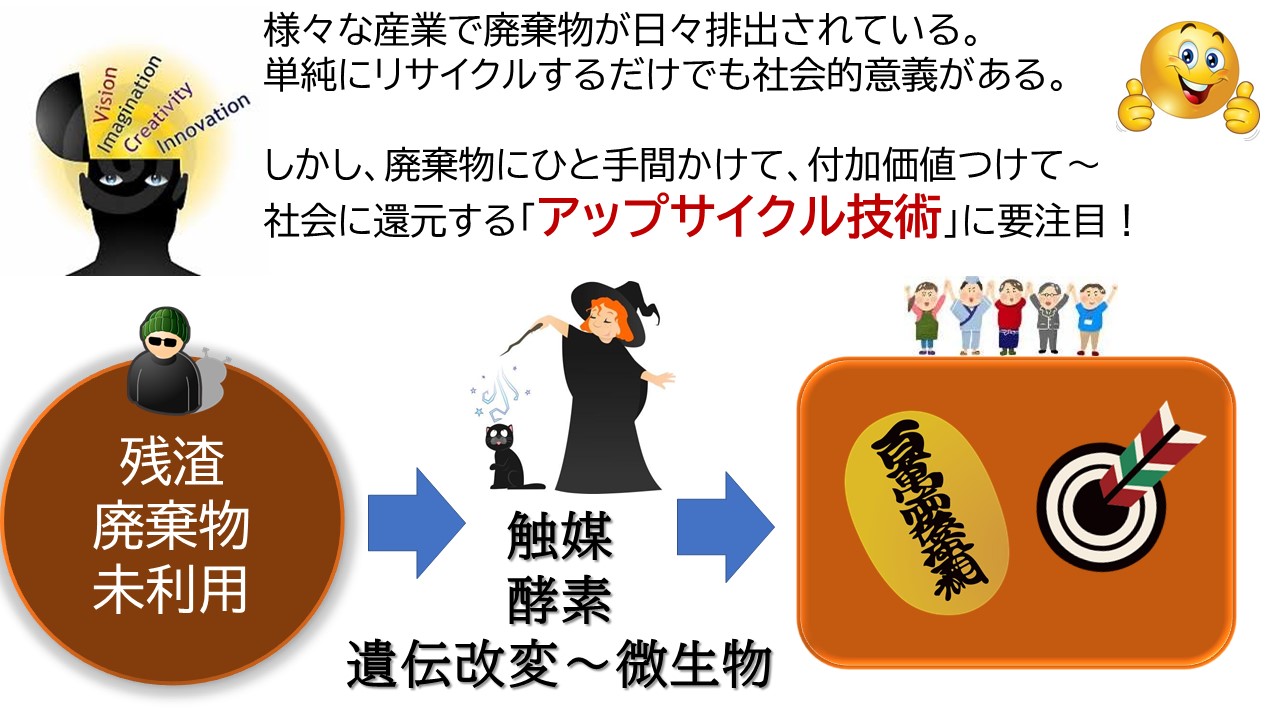 様々な産業で廃棄物が日々排出されている。
単純にリサイクルするだけでも社会的意義がある。
Vision
Imagination
Creativity
Innovation
しかし、廃棄物にひと手間かけて、付加価値つけて～
社会に還元する「アップサイクル技術」に要注目！
残渣
廃棄物
未利用
触媒
酵素
遺伝改変～微生物
百萬両